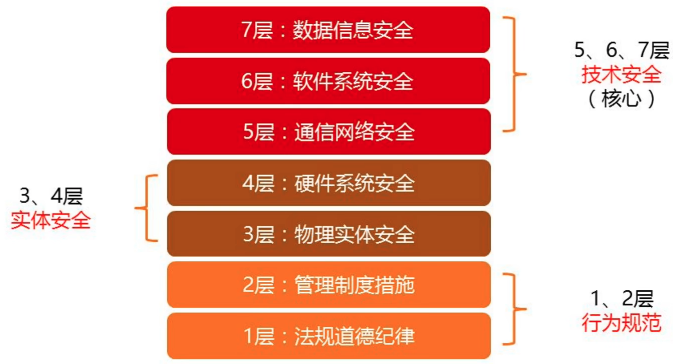 7层：数据信息安全
6层：软件系统安全
5层：通信网络安全
4层：硬件系统安全
3层：物理实体安全
2层：管理制度措施
1层：法规道德纪律
5、6、7层
技术安全
（核心）
3、4层
实体安全
1、2层
行为规范